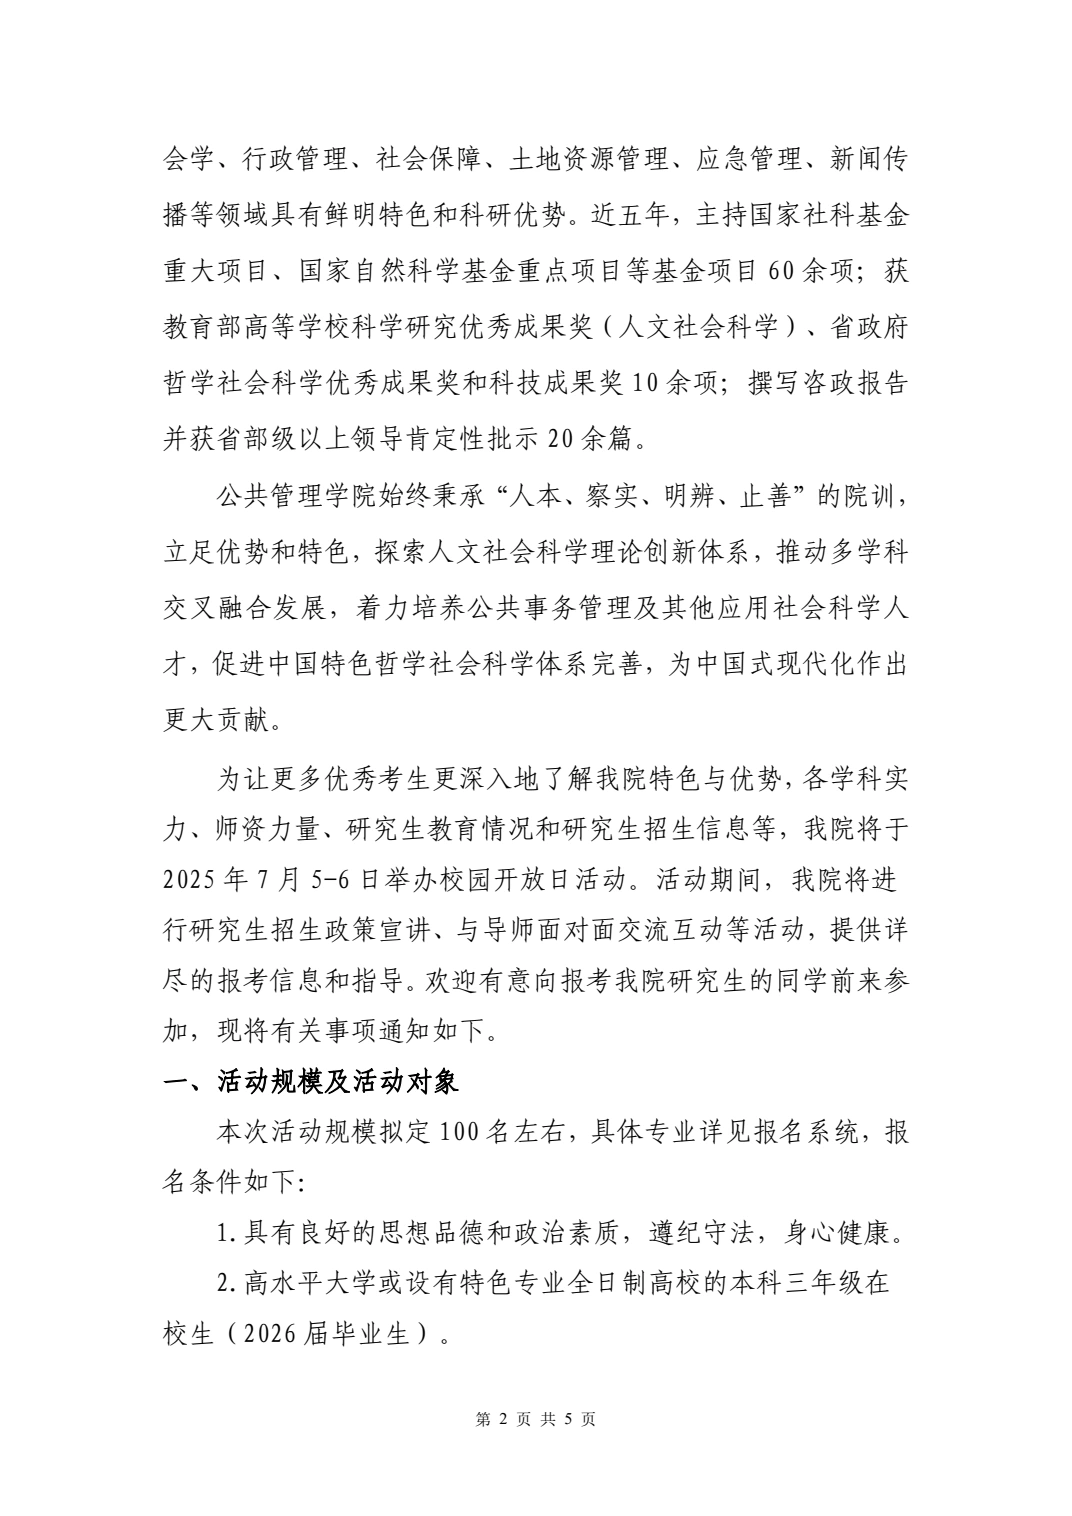 会学、行政管理、社会保障、土地资源管理、应急管理、新闻传
播等领域具有鲜明特色和科研优势。近五年，主持国家社科基金
重大项目、国家自然科学基金重点项目等基金项目 60 余项；获
教育部高等学校科学研究优秀成果奖（人文社会科学）、省政府
哲学社会科学优秀成果奖和科技成果奖 10 余项；撰写咨政报告
并获省部级以上领导肯定性批示 20 余篇。
公共管理学院始终秉承“人本、察实、明辨、止善”的院训，
立足优势和特色，探索人文社会科学理论创新体系，推动多学科
交叉融合发展，着力培养公共事务管理及其他应用社会科学人
才，促进中国特色哲学社会科学体系完善，为中国式现代化作出
更大贡献。
为让更多优秀考生更深入地了解我院特色与优势，各学科实
力、师资力量、研究生教育情况和研究生招生信息等，我院将于
2025 年 7 月 5-6 日举办校园开放日活动。活动期间，我院将进
行研究生招生政策宣讲、与导师面对面交流互动等活动，提供详
尽的报考信息和指导。欢迎有意向报考我院研究生的同学前来参
加，现将有关事项通知如下。
一、活动规模及活动对象
本次活动规模拟定 100 名左右，具体专业详见报名系统，报
名条件如下：
1.具有良好的思想品德和政治素质，遵纪守法，身心健康。
2.高水平大学或设有特色专业全日制高校的本科三年级在
校生（2026 届毕业生）。
第 2 页 共 5 页